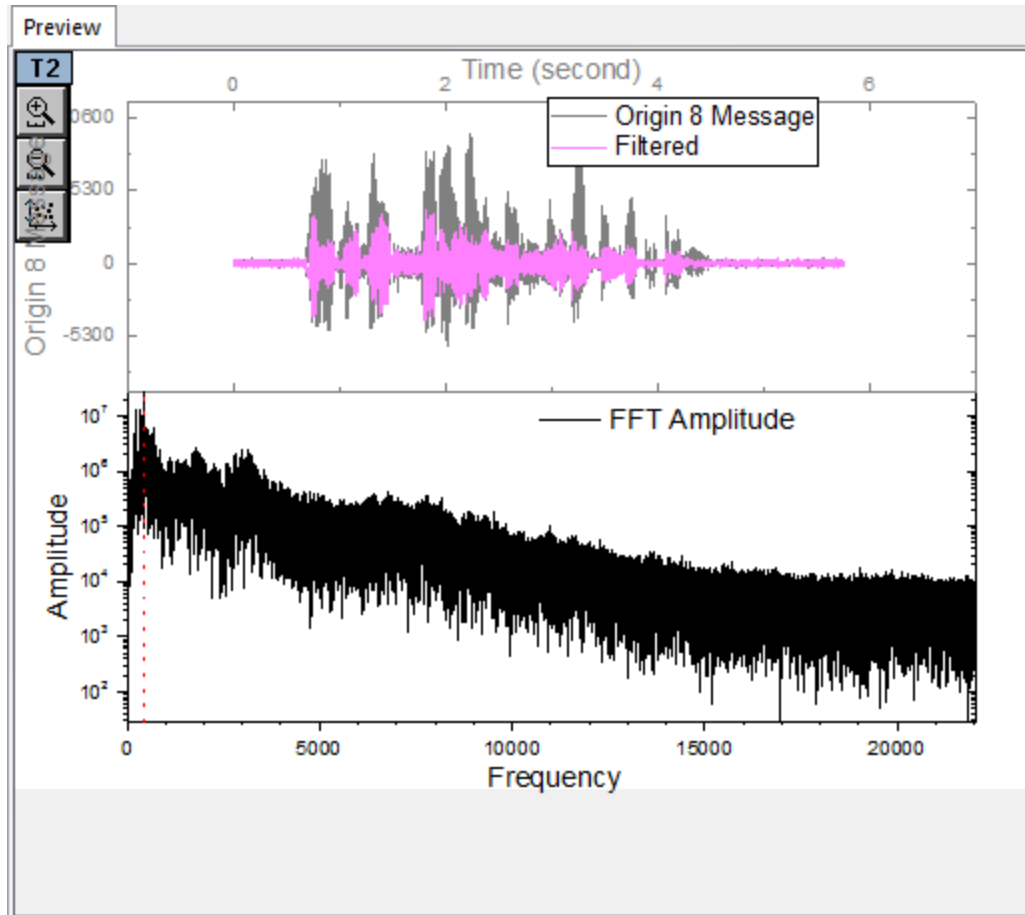 Preview
T2
Time (second)
0 2 4 6
0600
5300
0
-5300
Origin 8 Message
Origin 8 Message
Filtered
FFT Amplitude
Amplitude
10⁷
10⁶
10⁵
10⁴
10³
10²
0 5000 10000 15000 20000
Frequency